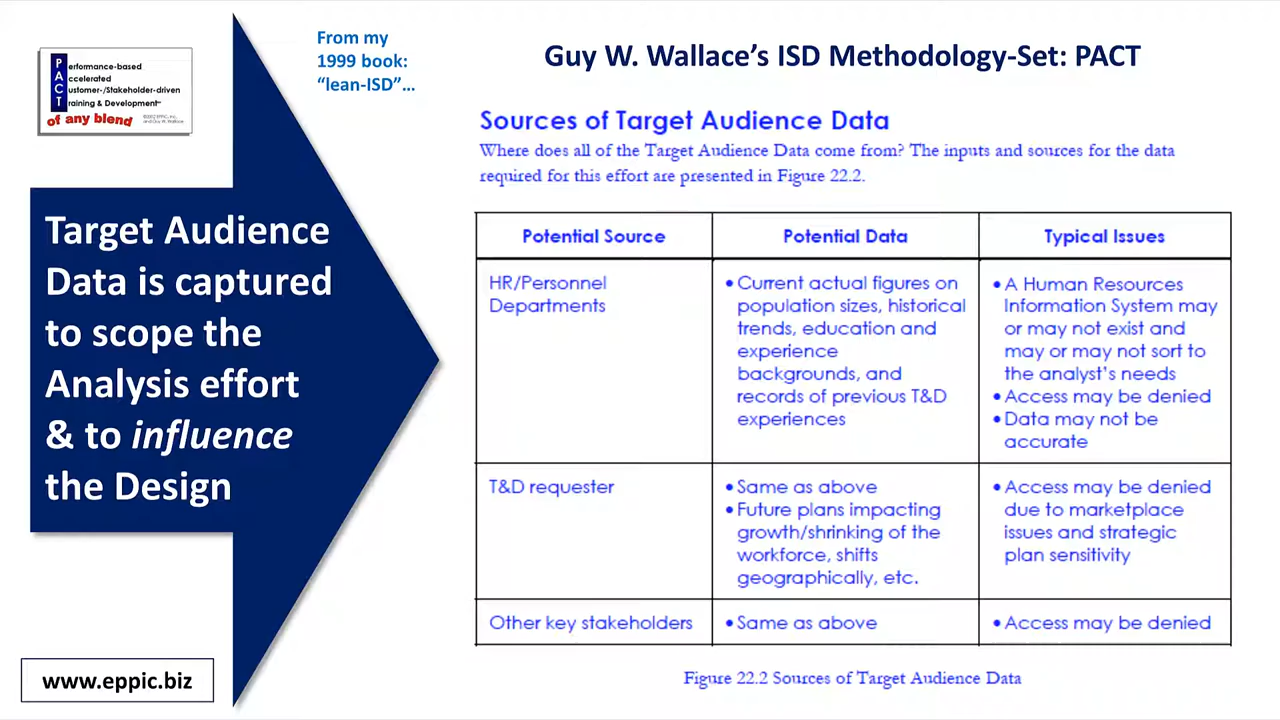 Performance-based
Accelerated
Customer-/Stakeholder-driven
Training & Development
of any blend
©2002 EPPIC, Inc.
and Guy W. Wallace
From my
1999 book:
“lean-ISD”…
Guy W. Wallace’s ISD Methodology-Set: PACT
Target Audience
Data is captured
to scope the
Analysis effort
& to influence
the Design
www.eppic.biz
Sources of Target Audience Data
Where does all of the Target Audience Data come from? The inputs and sources for the data
required for this effort are presented in Figure 22.2.
Potential Source
Potential Data
Typical Issues
HR/Personnel
Departments
• Current actual figures on
population sizes, historical
trends, education and
experience
backgrounds, and
records of previous T&D
experiences
• A Human Resources
Information System may
or may not exist and
may or may not sort to
the analyst’s needs
• Access may be denied
• Data may not be
accurate
T&D requester
• Same as above
• Future plans impacting
growth/shrinking of the
workforce, shifts
geographically, etc.
• Access may be denied
due to marketplace
issues and strategic
plan sensitivity
Other key stakeholders
• Same as above
• Access may be denied
Figure 22.2 Sources of Target Audience Data